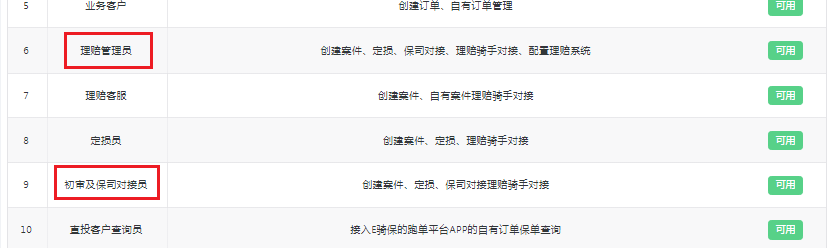 5 业务客户 创建订单、自有订单管理 可用
6 理赔管理员 创建案件、定损、保司对接、理赔骑手对接、配置理赔系统 可用
7 理赔客服 创建案件、自有案件理赔骑手对接 可用
8 定损员 创建案件、定损、理赔骑手对接 可用
9 初审及保司对接员 创建案件、定损、保司对接理赔骑手对接 可用
10 直投客户查询员 接入E骑保的跑单平台APP的自有订单保单查询 可用